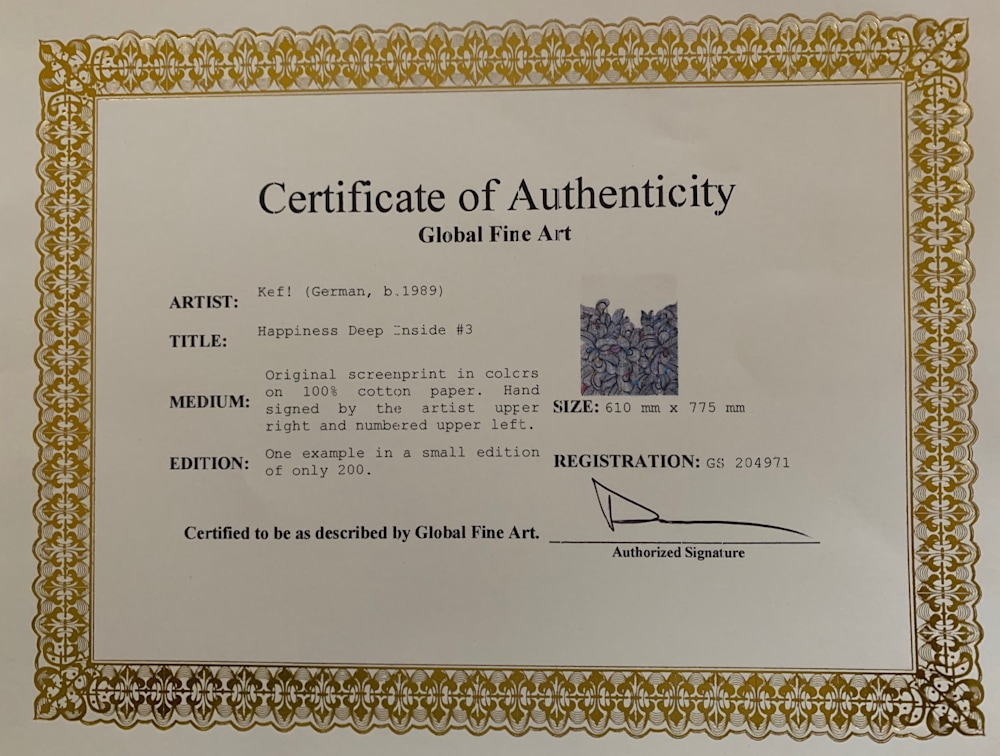 Certificate of Authenticity
Global Fine Art
ARTIST: Kef! (German, b.1989)
TITLE: Happiness Deep Inside #3
MEDIUM: Original screenprint in colors
on 100% cotton paper. Hand
signed by the artist upper
right and numbered upper left.
SIZE: 610 mm x 775 mm
EDITION: One example in a small edition
of only 200.
REGISTRATION: GS 204971
Certified to be as described by Global Fine Art.
Authorized Signature